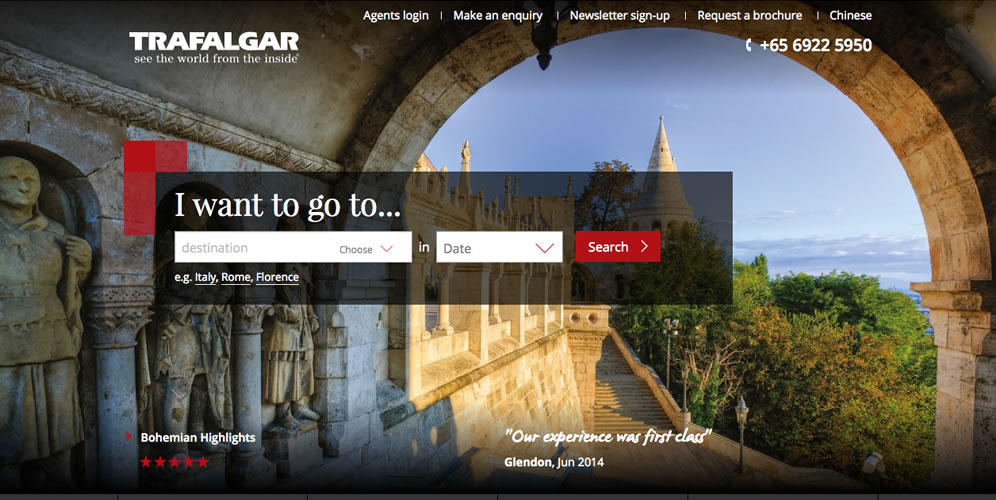 Agents login | Make an enquiry | Newsletter sign-up | Request a brochure | Chinese
TRAFALGAR
see the world from the inside
+65 6922 5950
I want to go to...
destination Choose in Date Search
e.g. Italy, Rome, Florence
Bohemian Highlights
"Our experience was first class"
Glendon, Jun 2014